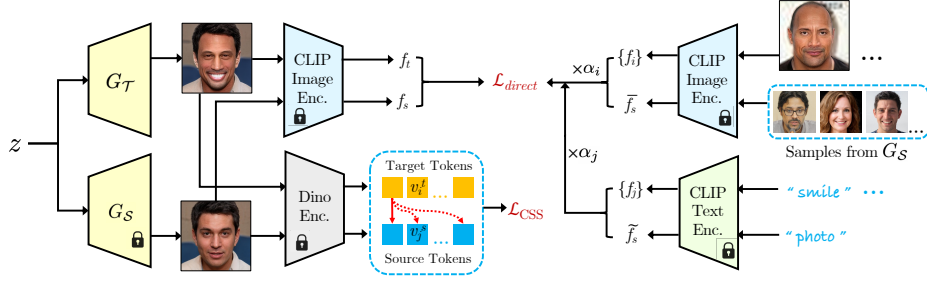 z
G_T
G_S
CLIP
Image
Enc.
f_t
f_s
L_direct
Dino
Enc.
Target Tokens
v_i^t ...
v_j^s ...
Source Tokens
L_CSS
×α_i
{f_i}
f̄_s
CLIP
Image
Enc.
...
...
Samples from G_S
×α_j
{f_j}
f̃_s
CLIP
Text
Enc.
“ smile ” ...
“ photo ”